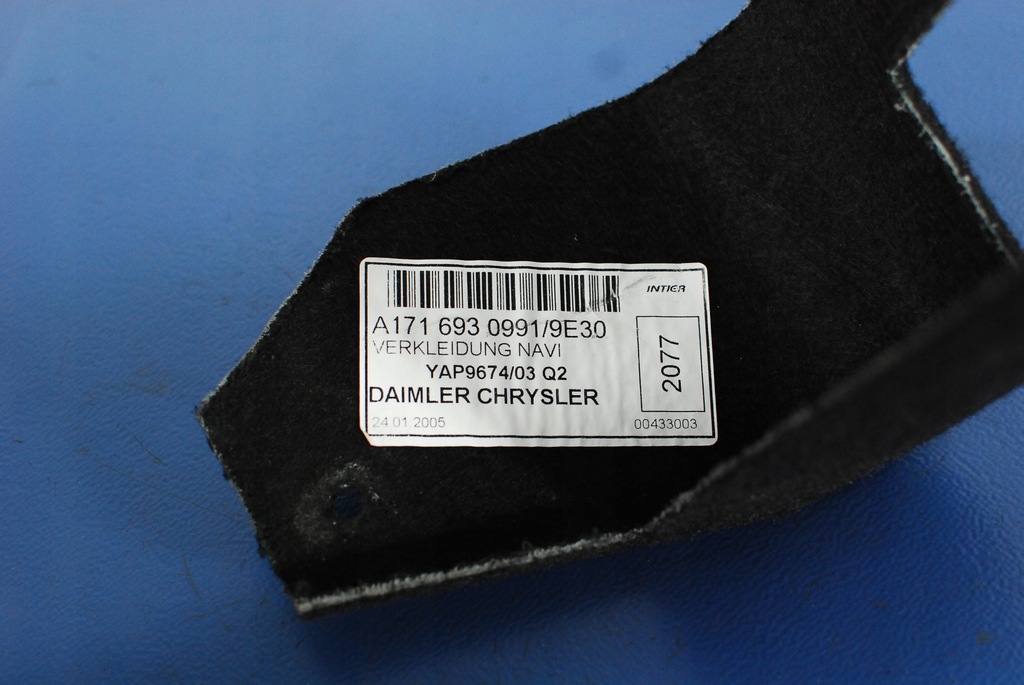 INTIER
A171 693 0991/9E30
VERKLEIDUNG NAVI
YAP9674/03 Q2
DAIMLER CHRYSLER
2077
24.01.2005
00433003